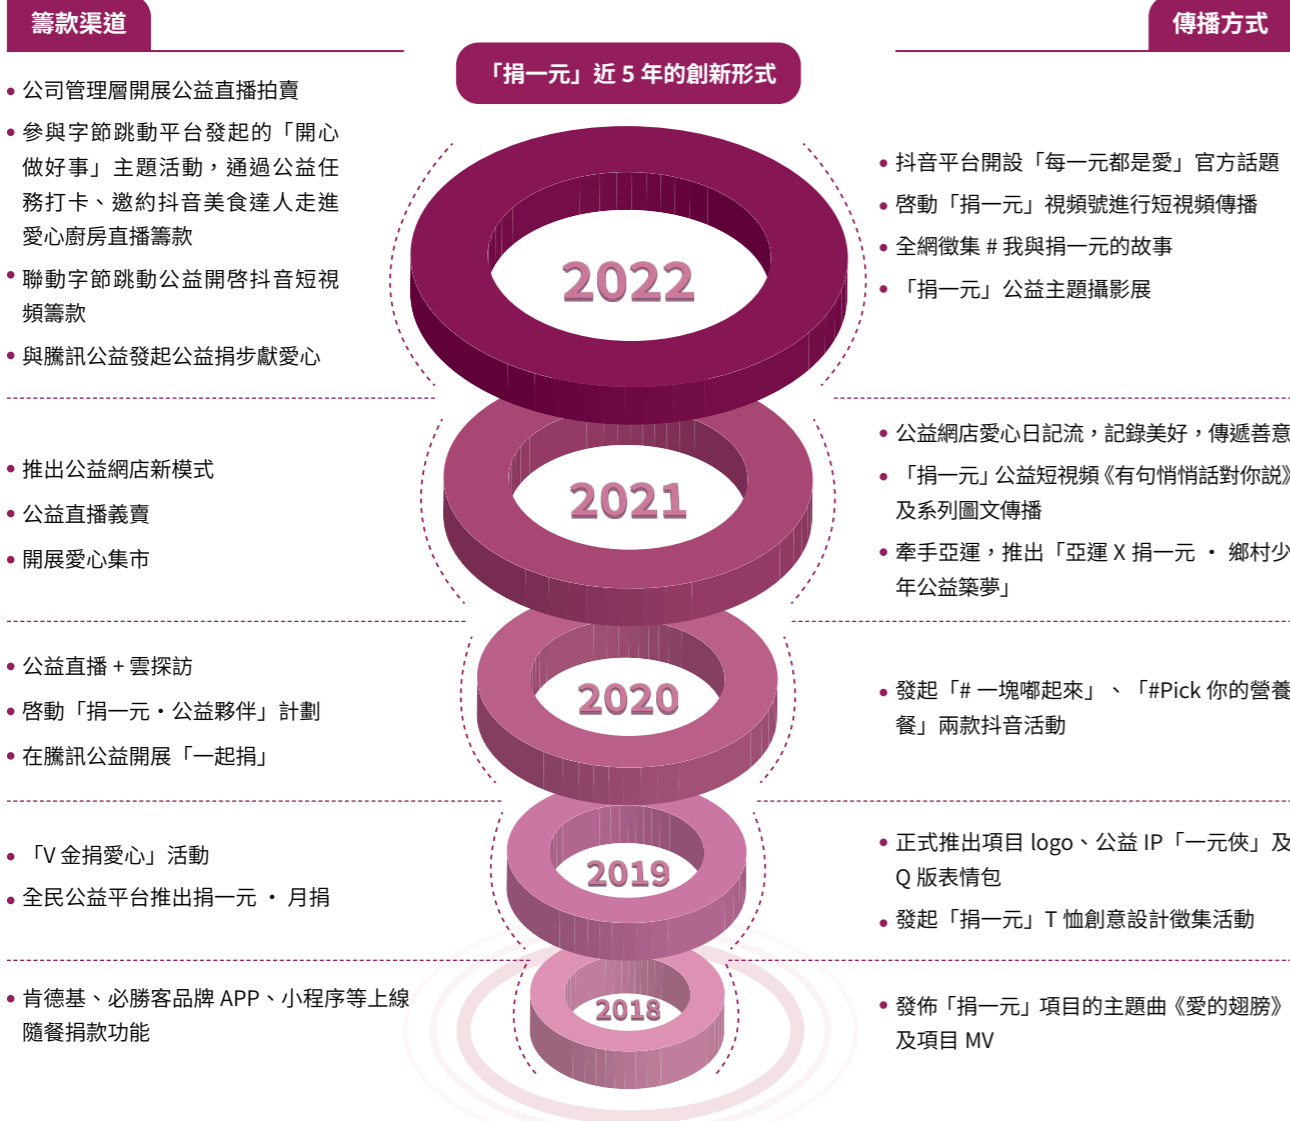 籌款渠道
傳播方式
「捐一元」近 5 年的創新形式
公司管理層開展公益直播拍賣
參與字節跳動平台發起的「開心
做好事」主題活動，通過公益任
務打卡、邀約抖音美食達人走進
愛心廚房直播籌款
聯動字節跳動公益開啓抖音短視
頻籌款
與騰訊公益發起公益捐步獻愛心
2022
抖音平台開設「每一元都是愛」官方話題
啓動「捐一元」視頻號進行短視頻傳播
全網徵集 # 我與捐一元的故事
「捐一元」公益主題攝影展
推出公益網店新模式
公益直播義賣
開展愛心集市
2021
公益網店愛心日記流，記錄美好，傳遞善意
「捐一元」公益短視頻《有句悄悄話對你説》
及系列圖文傳播
牽手亞運，推出「亞運 X 捐一元 • 鄉村少
年公益築夢」
公益直播 + 雲探訪
啓動「捐一元・公益夥伴」計劃
在騰訊公益開展「一起捐」
2020
發起「# 一塊嘟起來」、「#Pick 你的營養
餐」兩款抖音活動
「V 金捐愛心」活動
全民公益平台推出捐一元 • 月捐
2019
正式推出項目 logo、公益 IP「一元俠」及
Q 版表情包
發起「捐一元」T 恤創意設計徵集活動
肯德基、必勝客品牌 APP、小程序等上線
隨餐捐款功能
2018
發佈「捐一元」項目的主題曲《愛的翅膀》
及項目 MV